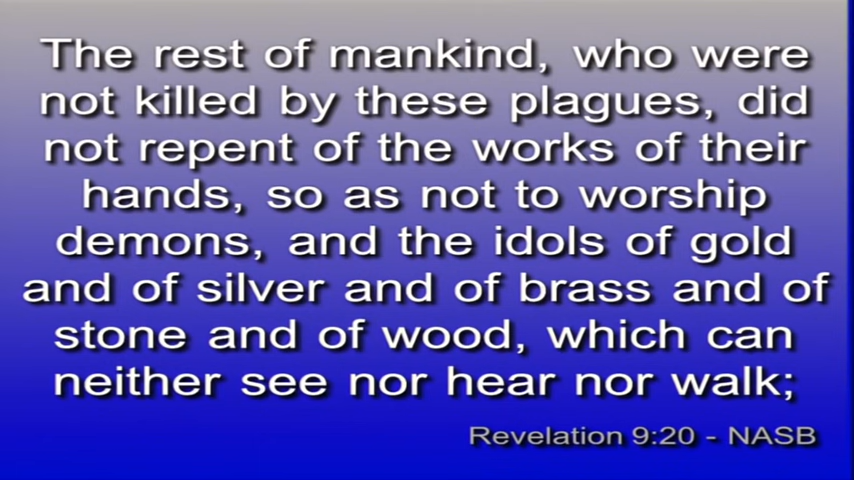 The rest of mankind, who were
not killed by these plagues, did
not repent of the works of their
hands, so as not to worship
demons, and the idols of gold
and of silver and of brass and of
stone and of wood, which can
neither see nor hear nor walk;
Revelation 9:20 - NASB